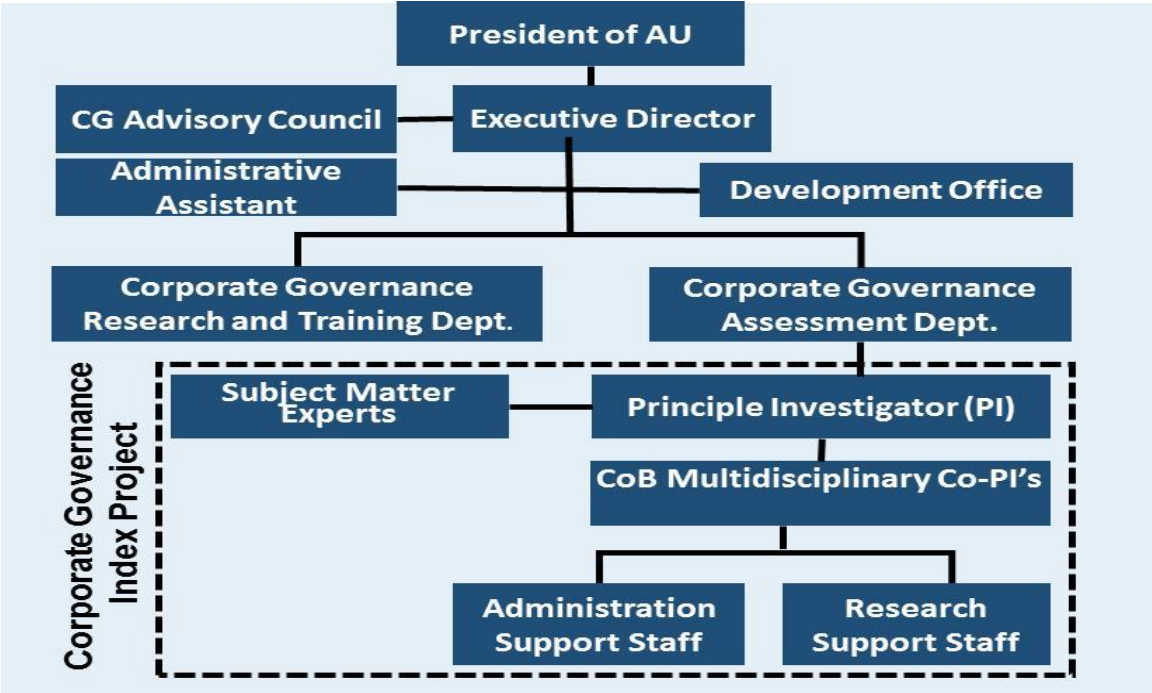 President of AU
CG Advisory Council
Executive Director
Administrative
Assistant
Development Office
Corporate Governance
Research and Training Dept.
Corporate Governance
Assessment Dept.
Corporate Governance
Index Project
Subject Matter
Experts
Principle Investigator (PI)
CoB Multidisciplinary Co-PI’s
Administration
Support Staff
Research
Support Staff